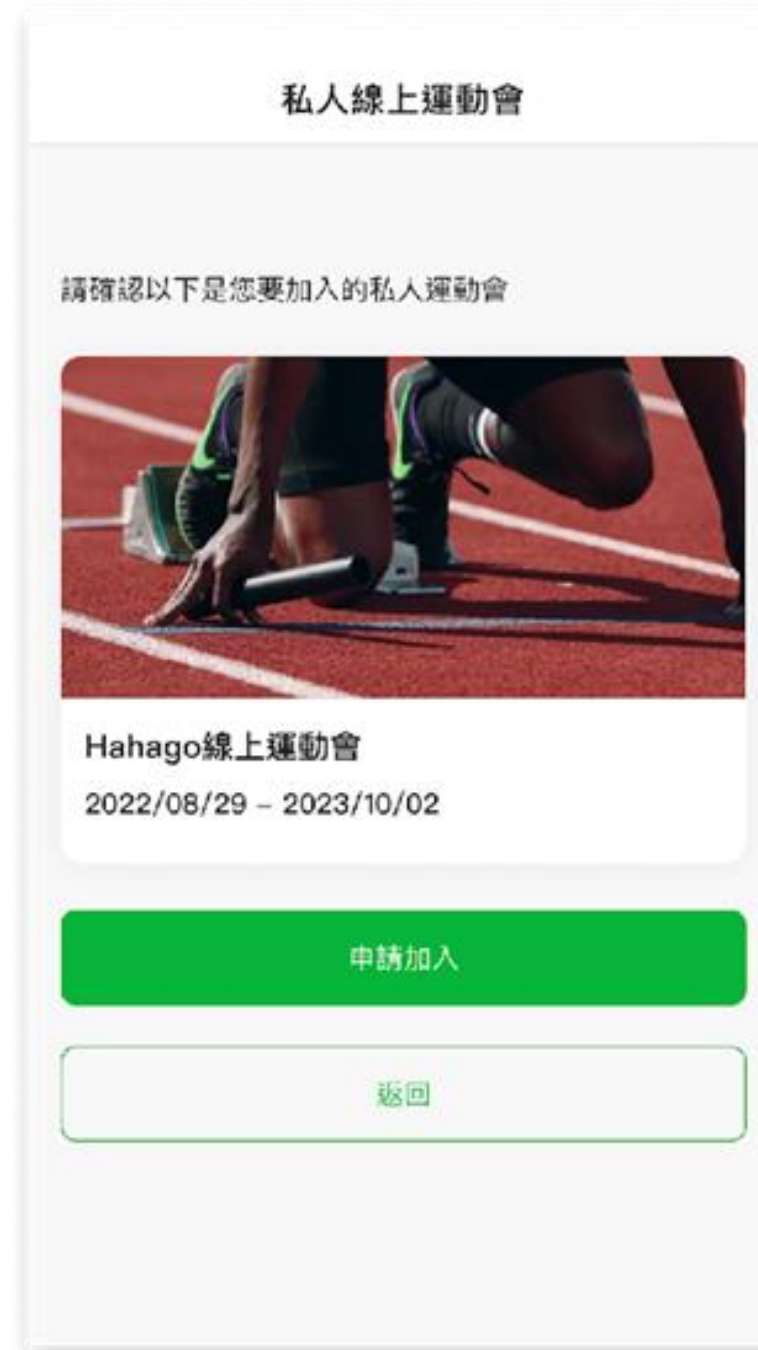 私人線上運動會
請確認以下是您要加入的私人運動會
Hahago線上運動會
2022/08/29 – 2023/10/02
申請加入
返回